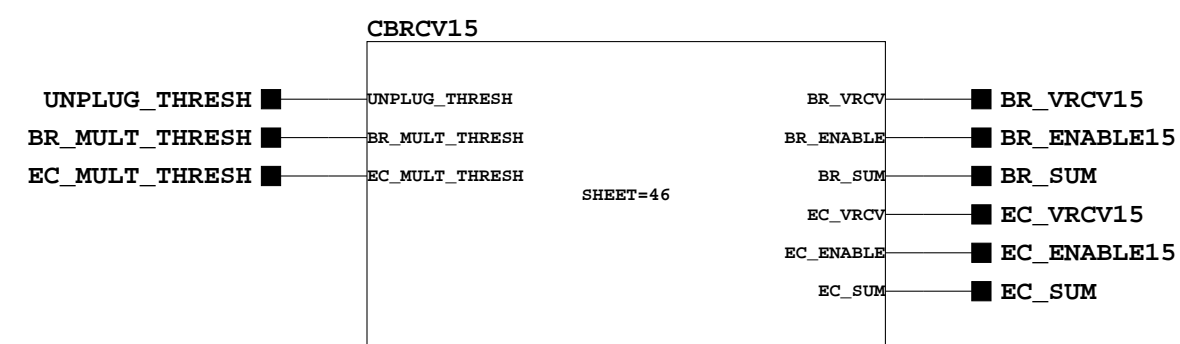 CBRCV15
UNPLUG_THRESH UNPLUG_THRESH BR_VRCV BR_VRCV15
BR_MULT_THRESH BR_MULT_THRESH BR_ENABLE BR_ENABLE15
EC_MULT_THRESH EC_MULT_THRESH BR_SUM BR_SUM
SHEET=46
EC_VRCV EC_VRCV15
EC_ENABLE EC_ENABLE15
EC_SUM EC_SUM